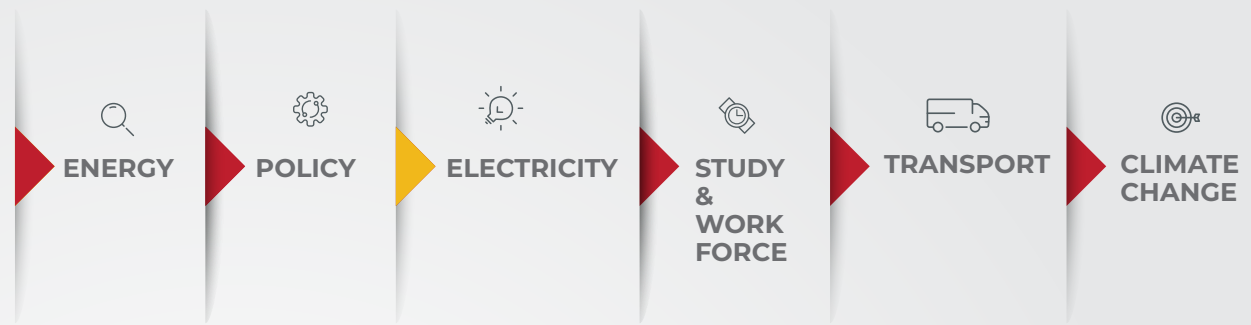 ENERGY
POLICY
ELECTRICITY
STUDY
&
WORK
FORCE
TRANSPORT
CLIMATE
CHANGE